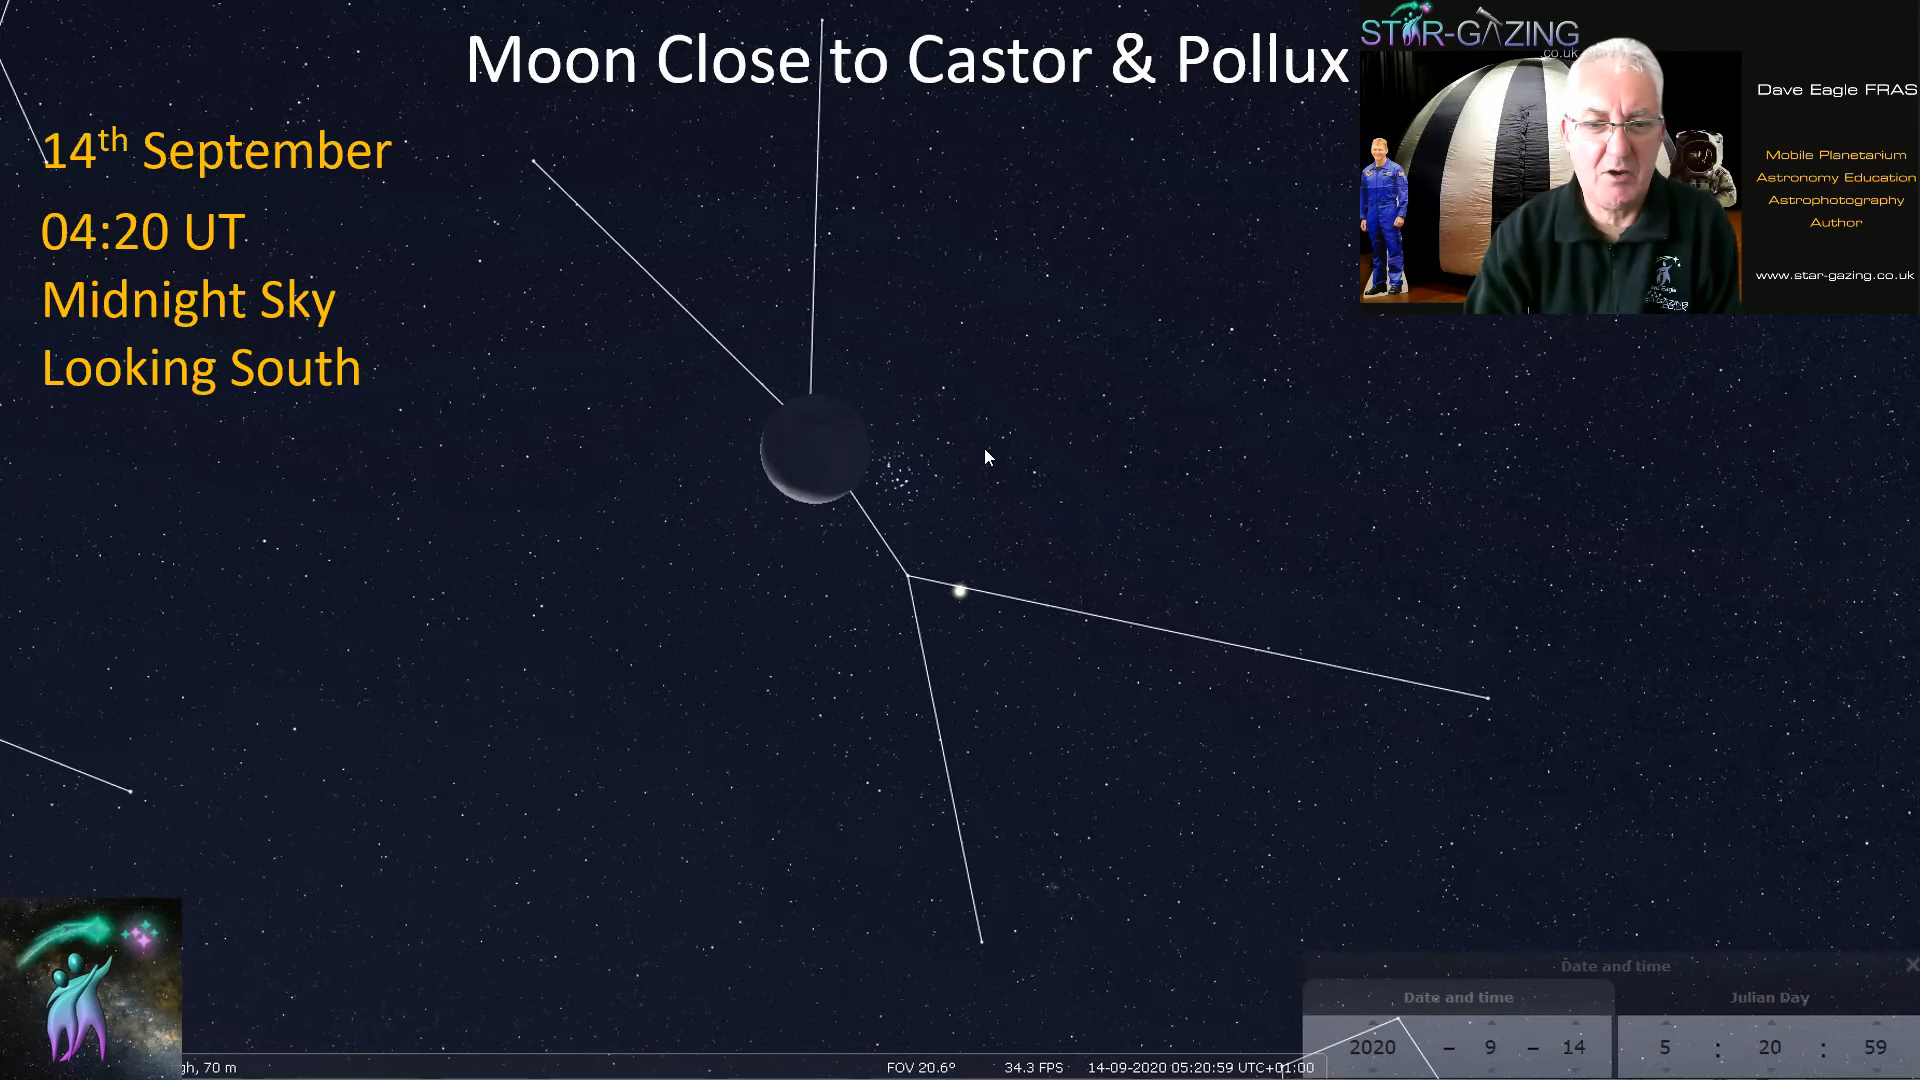 Moon Close to Castor & Pollux
14th September
04:20 UT
Midnight Sky
Looking South
STAR-GAZING
.co.uk
Dave Eagle FRAS
Mobile Planetarium
Astronomy Education
Astrophotography
Author
www.star-gazing.co.uk
Date and time
Date and time
Julian Day
2020 – 9 – 14
5 : 20 : 59
gh, 70 m
FOV 20.6°
34.3 FPS
14-09-2020 05:20:59 UTC+01:00